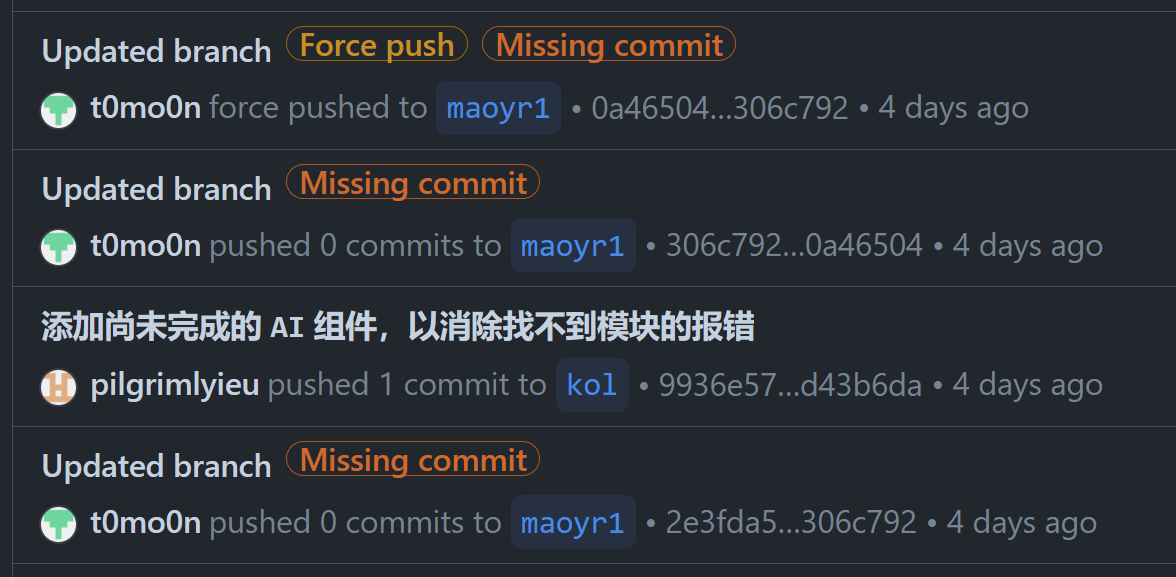 Updated branch Force push Missing commit
t0mo0n force pushed to maoyr1 • 0a46504...306c792 • 4 days ago
Updated branch Missing commit
t0mo0n pushed 0 commits to maoyr1 • 306c792...0a46504 • 4 days ago
添加尚未完成的 AI 组件，以消除找不到模块的报错
pilgrimlyieu pushed 1 commit to kol • 9936e57...d43b6da • 4 days ago
Updated branch Missing commit
t0mo0n pushed 0 commits to maoyr1 • 2e3fda5...306c792 • 4 days ago